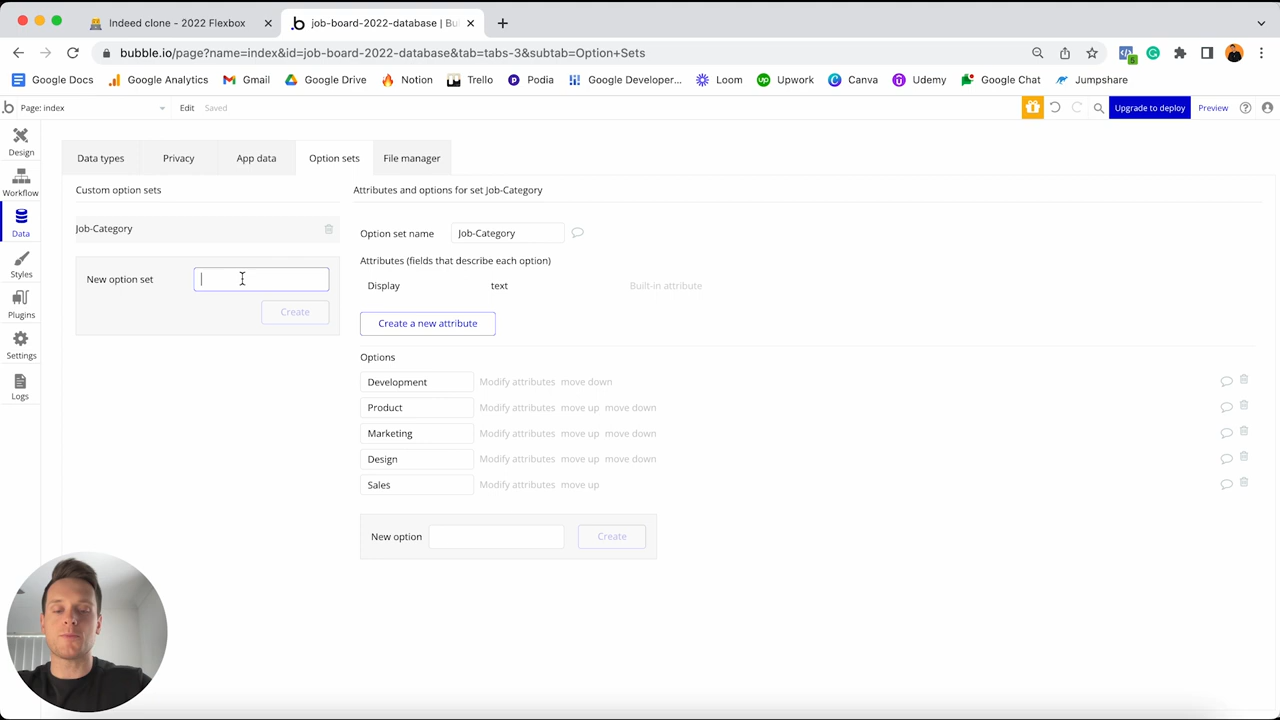 Indeed clone - 2022 Flexbox
job-board-2022-database | Bu
bubble.io/page?name=index&id=job-board-2022-database&tab=tabs-3&subtab=Option+Sets
5
Google Docs
Google Analytics
Gmail
Google Drive
Notion
Trello
Podia
Google Developer...
Loom
Upwork
Canva
Udemy
Google Chat
Jumpshare
Page: index
Edit
Saved
Upgrade to deploy
Preview
Design
Workflow
Data
Styles
Plugins
Settings
Logs
Data types
Privacy
App data
Option sets
File manager
Custom option sets
Job-Category
New option set
Create
Attributes and options for set Job-Category
Option set name
Job-Category
Attributes (fields that describe each option)
Display text Built-in attribute
Create a new attribute
Options
Development Modify attributes move down
Product Modify attributes move up move down
Marketing Modify attributes move up move down
Design Modify attributes move up move down
Sales Modify attributes move up
New option
Create